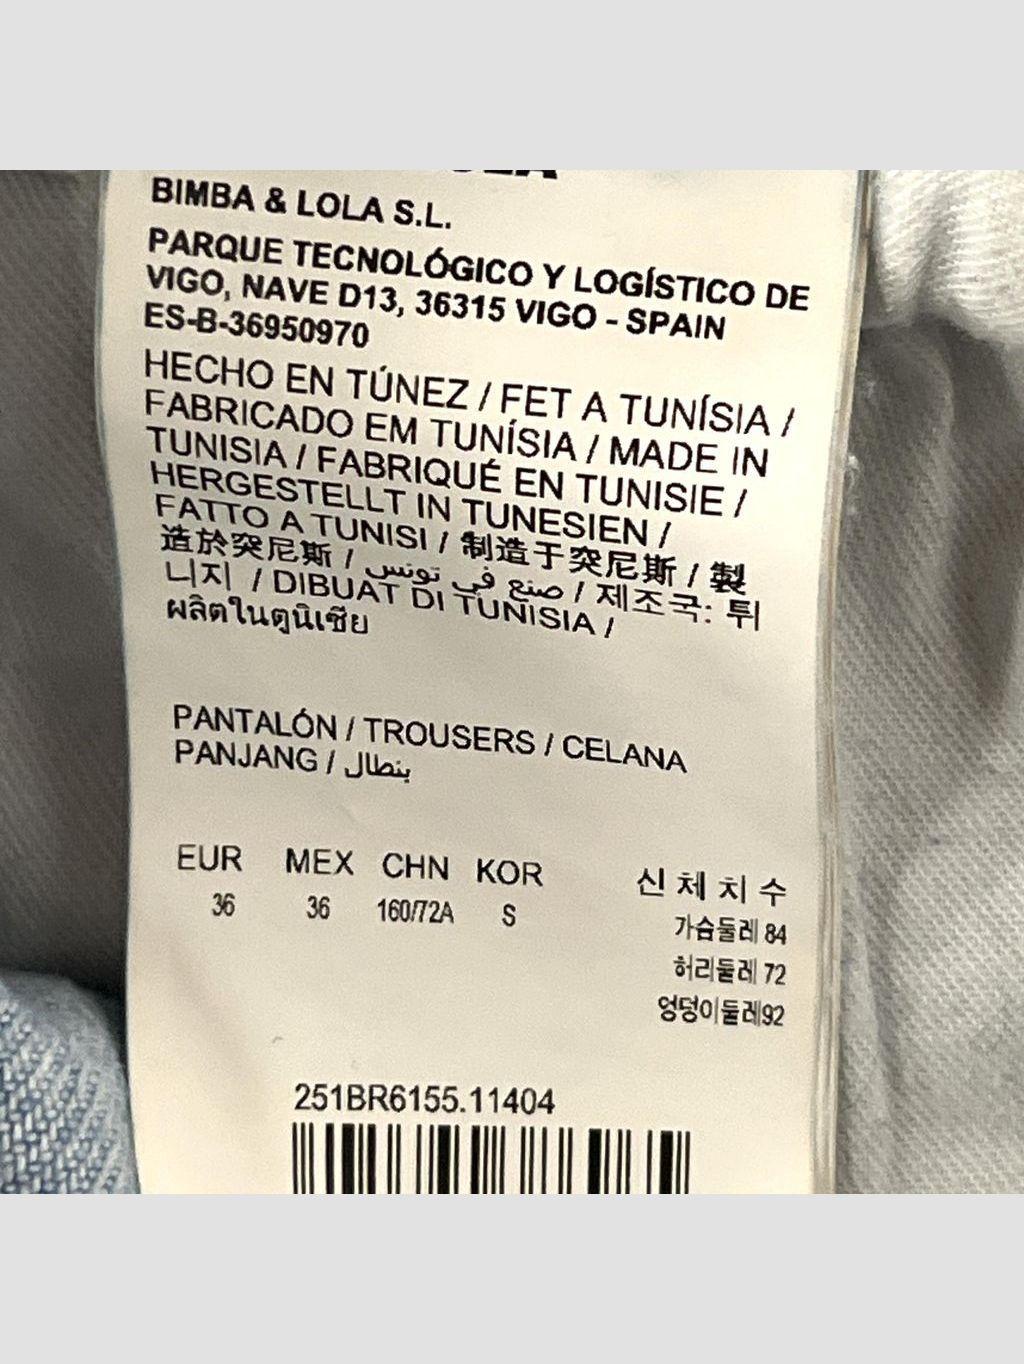 BIMBA & LOLA S.L.
PARQUE TECNOLÓGICO Y LOGÍSTICO DE
VIGO, NAVE D13, 36315 VIGO - SPAIN
ES-B-36950970
HECHO EN TÚNEZ / FET A TUNÍSIA /
FABRICADO EM TUNÍSIA / MADE IN
TUNISIA / FABRIQUÉ EN TUNISIE /
HERGESTELLT IN TUNESIEN /
FATTO A TUNISI / 制造于突尼斯 / 製
造於突尼斯 / صنع في تونس / 제조국: 튀
니지 / DIBUAT DI TUNISIA /
ผลิตในตูนิเซีย
PANTALÓN / TROUSERS / CELANA
PANJANG / بنطال
EUR MEX CHN KOR 신체치수
36 36 160/72A S 가슴둘레 84
허리둘레 72
엉덩이둘레92
251BR6155.11404